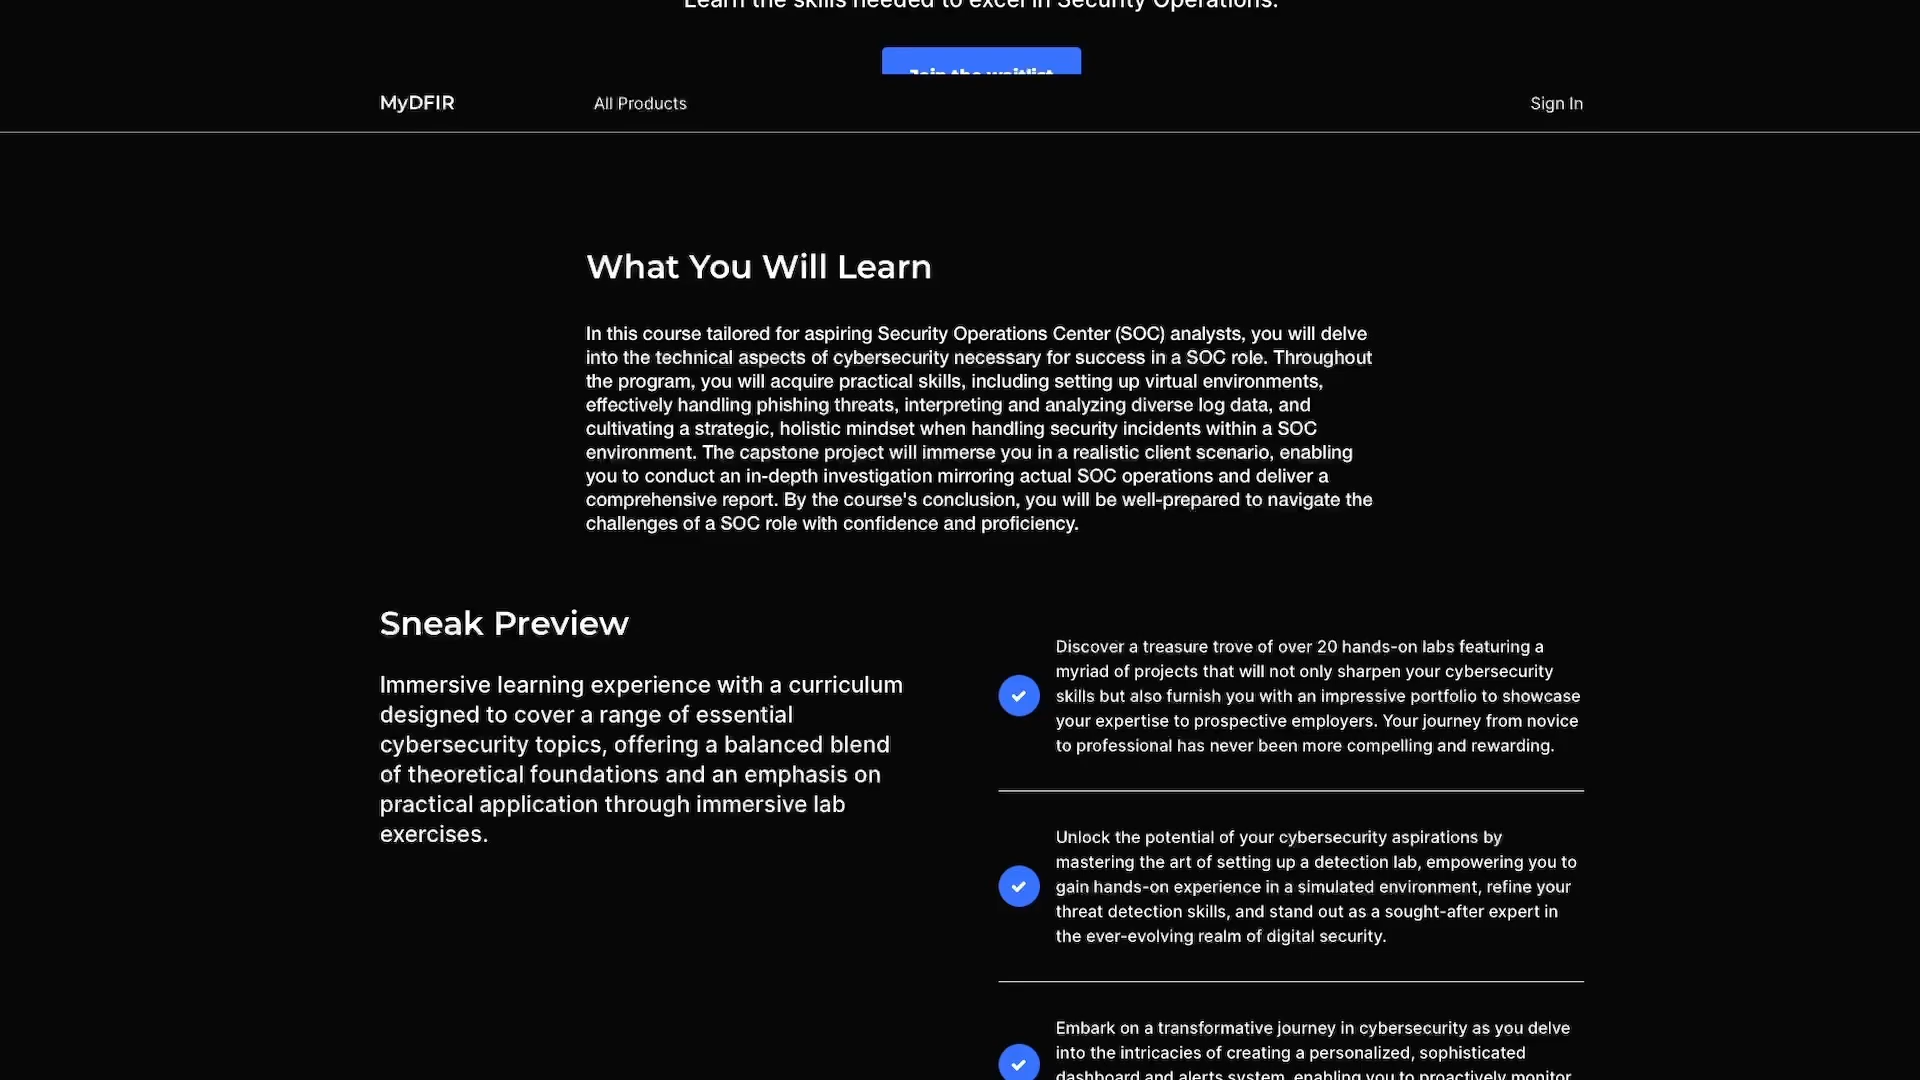 Learn the skills needed to excel in Security Operations.
Join the waitlist
MyDFIR
All Products
Sign In
What You Will Learn
In this course tailored for aspiring Security Operations Center (SOC) analysts, you will delve
into the technical aspects of cybersecurity necessary for success in a SOC role. Throughout
the program, you will acquire practical skills, including setting up virtual environments,
effectively handling phishing threats, interpreting and analyzing diverse log data, and
cultivating a strategic, holistic mindset when handling security incidents within a SOC
environment. The capstone project will immerse you in a realistic client scenario, enabling
you to conduct an in-depth investigation mirroring actual SOC operations and deliver a
comprehensive report. By the course's conclusion, you will be well-prepared to navigate the
challenges of a SOC role with confidence and proficiency.
Sneak Preview
Immersive learning experience with a curriculum
designed to cover a range of essential
cybersecurity topics, offering a balanced blend
of theoretical foundations and an emphasis on
practical application through immersive lab
exercises.
Discover a treasure trove of over 20 hands-on labs featuring a
myriad of projects that will not only sharpen your cybersecurity
skills but also furnish you with an impressive portfolio to showcase
your expertise to prospective employers. Your journey from novice
to professional has never been more compelling and rewarding.
Unlock the potential of your cybersecurity aspirations by
mastering the art of setting up a detection lab, empowering you to
gain hands-on experience in a simulated environment, refine your
threat detection skills, and stand out as a sought-after expert in
the ever-evolving realm of digital security.
Embark on a transformative journey in cybersecurity as you delve
into the intricacies of creating a personalized, sophisticated
dashboard and alerts system, enabling you to proactively monitor